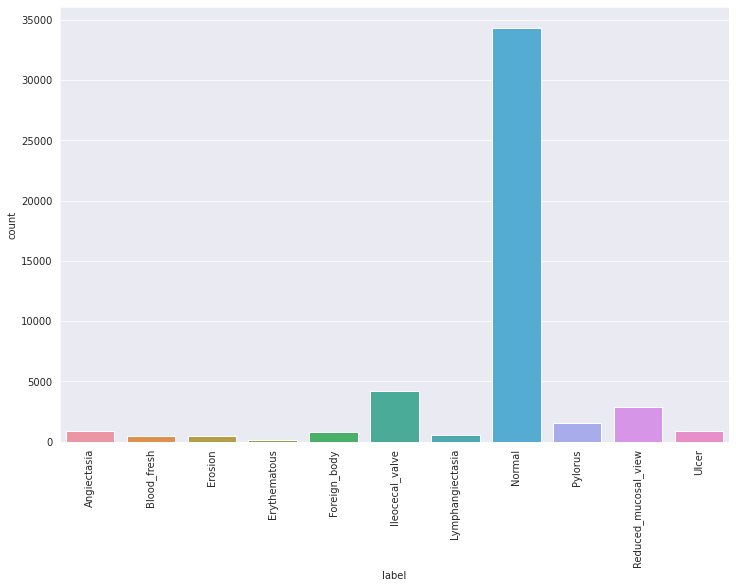 35000
30000
25000
20000
15000
10000
5000
0
count
Angiectasia
Blood_fresh
Erosion
Erythematous
Foreign_body
Ileocecal_valve
Lymphangiectasia
Normal
Pylorus
Reduced_mucosal_view
Ulcer
label